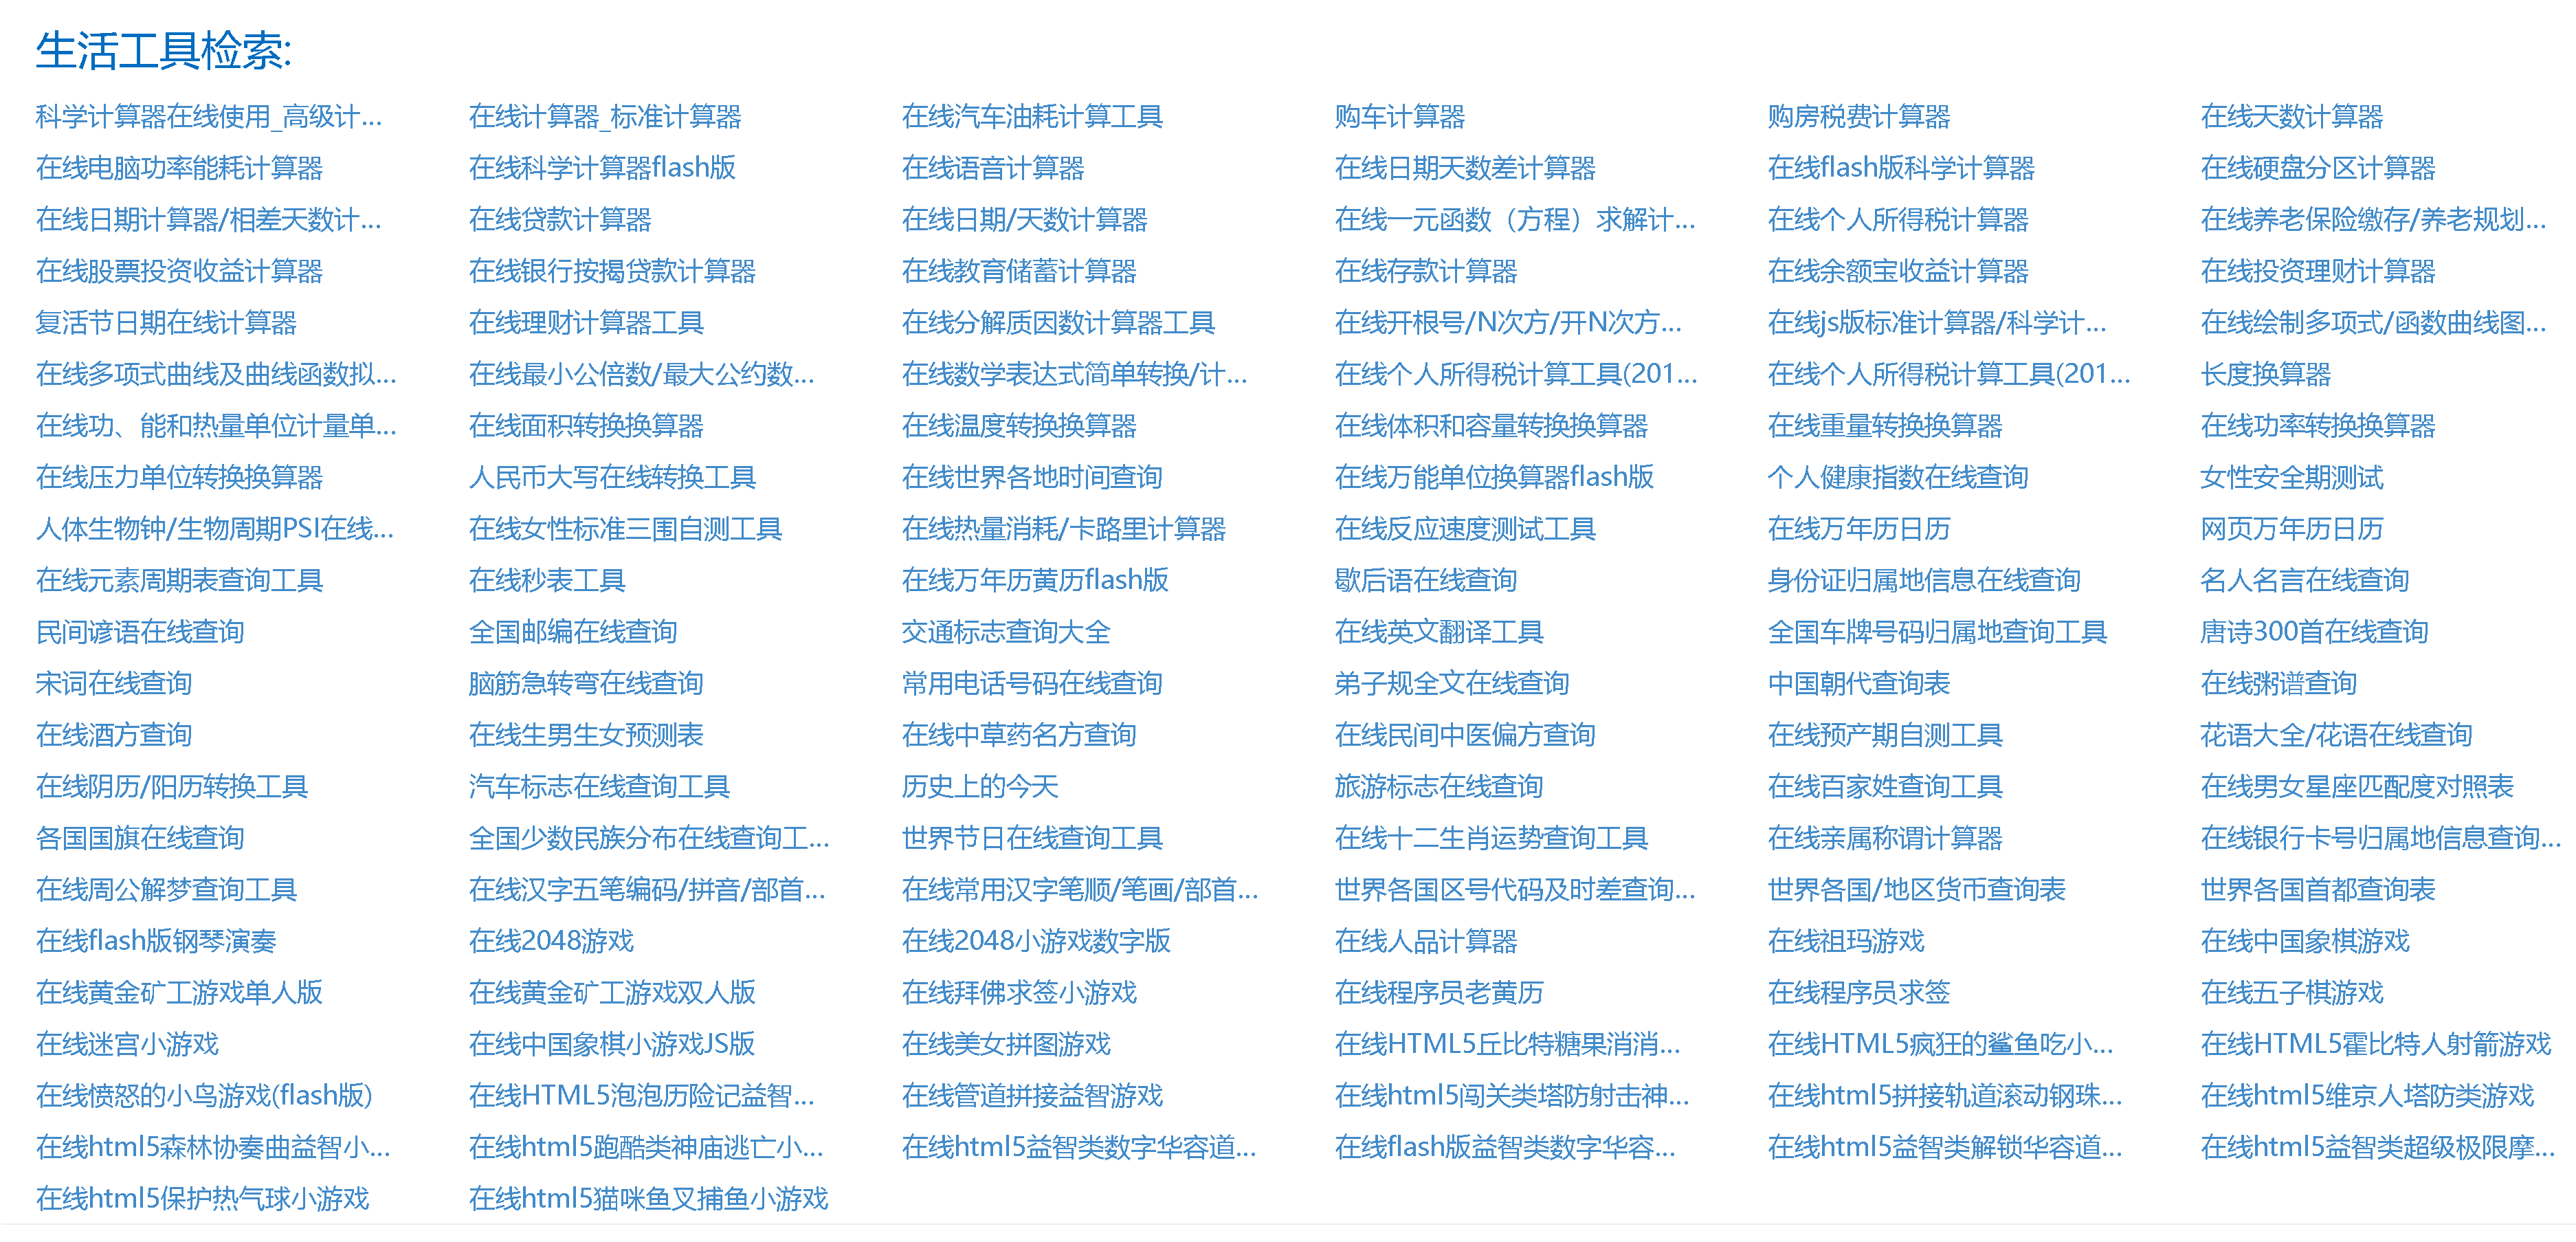 生活工具检索:
科学计算器在线使用_高级计... 在线计算器_标准计算器 在线汽车油耗计算工具 购车计算器 购房税费计算器 在线天数计算器
在线电脑功率能耗计算器 在线科学计算器flash版 在线语音计算器 在线日期天数差计算器 在线flash版科学计算器 在线硬盘分区计算器
在线日期计算器/相差天数计... 在线贷款计算器 在线日期/天数计算器 在线一元函数（方程）求解计... 在线个人所得税计算器 在线养老保险缴存/养老规划...
在线股票投资收益计算器 在线银行按揭贷款计算器 在线教育储蓄计算器 在线存款计算器 在线余额宝收益计算器 在线投资理财计算器
复活节日期在线计算器 在线理财计算器工具 在线分解质因数计算器工具 在线开根号/N次方/开N次方... 在线js版标准计算器/科学计... 在线绘制多项式/函数曲线图...
在线多项式曲线及曲线函数拟... 在线最小公倍数/最大公约数... 在线数学表达式简单转换/计... 在线个人所得税计算工具(201... 在线个人所得税计算工具(201... 长度换算器
在线功、能和热量单位计量单... 在线面积转换换算器 在线温度转换换算器 在线体积和容量转换换算器 在线重量转换换算器 在线功率转换换算器
在线压力单位转换换算器 人民币大写在线转换工具 在线世界各地时间查询 在线万能单位换算器flash版 个人健康指数在线查询 女性安全期测试
人体生物钟/生物周期PSI在线... 在线女性标准三围自测工具 在线热量消耗/卡路里计算器 在线反应速度测试工具 在线万年历日历 网页万年历日历
在线元素周期表查询工具 在线秒表工具 在线万年历黄历flash版 歇后语在线查询 身份证归属地信息在线查询 名人名言在线查询
民间谚语在线查询 全国邮编在线查询 交通标志查询大全 在线英文翻译工具 全国车牌号码归属地查询工具 唐诗300首在线查询
宋词在线查询 脑筋急转弯在线查询 常用电话号码在线查询 弟子规全文在线查询 中国朝代查询表 在线粥谱查询
在线酒方查询 在线生男生女预测表 在线中草药名方查询 在线民间中医偏方查询 在线预产期自测工具 花语大全/花语在线查询
在线阴历/阳历转换工具 汽车标志在线查询工具 历史上的今天 旅游标志在线查询 在线百家姓查询工具 在线男女星座匹配度对照表
各国国旗在线查询 全国少数民族分布在线查询工... 世界节日在线查询工具 在线十二生肖运势查询工具 在线亲属称谓计算器 在线银行卡号归属地信息查询...
在线周公解梦查询工具 在线汉字五笔编码/拼音/部首... 在线常用汉字笔顺/笔画/部首... 世界各国区号代码及时差查询... 世界各国/地区货币查询表 世界各国首都查询表
在线flash版钢琴演奏 在线2048游戏 在线2048小游戏数字版 在线人品计算器 在线祖玛游戏 在线中国象棋游戏
在线黄金矿工游戏单人版 在线黄金矿工游戏双人版 在线拜佛求签小游戏 在线程序员老黄历 在线程序员求签 在线五子棋游戏
在线迷宫小游戏 在线中国象棋小游戏JS版 在线美女拼图游戏 在线HTML5丘比特糖果消消... 在线HTML5疯狂的鲨鱼吃小... 在线HTML5霍比特人射箭游戏
在线愤怒的小鸟游戏(flash版) 在线HTML5泡泡历险记益智... 在线管道拼接益智游戏 在线html5闯关类塔防射击神... 在线html5拼接轨道滚动钢珠... 在线html5维京人塔防类游戏
在线html5森林协奏曲益智小... 在线html5跑酷类神庙逃亡小... 在线html5益智类数字华容道... 在线flash版益智类数字华容... 在线html5益智类解锁华容道... 在线html5益智类超级极限摩...
在线html5保护热气球小游戏 在线html5猫咪鱼叉捕鱼小游戏